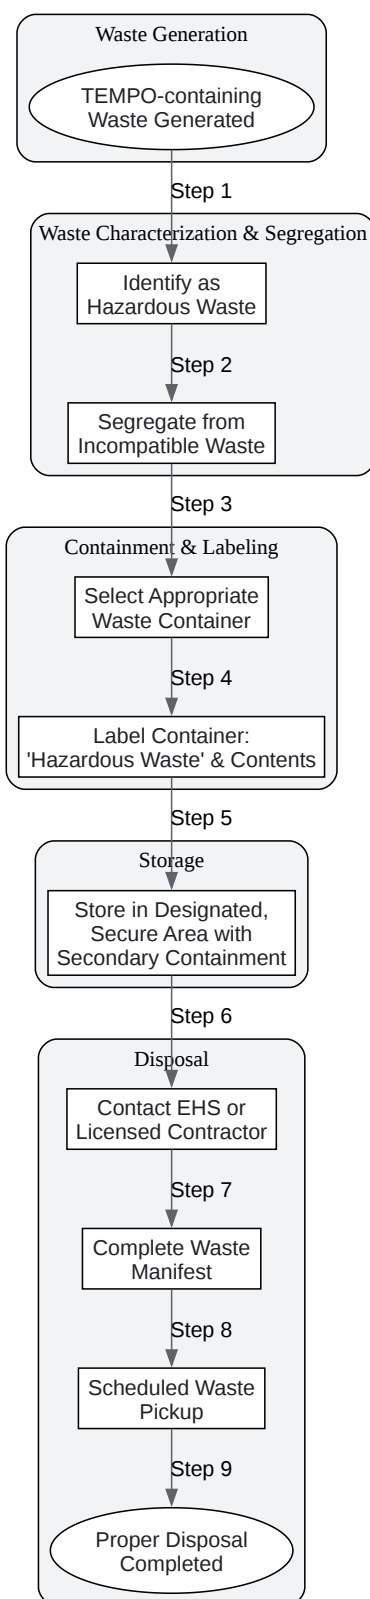 Waste Generation
TEMPO-containing
Waste Generated
Step 1
Waste Characterization & Segregation
Identify as
Hazardous Waste
Step 2
Segregate from
Incompatible Waste
Step 3
Containment & Labeling
Select Appropriate
Waste Container
Step 4
Label Container:
'Hazardous Waste' & Contents
Step 5
Storage
Store in Designated,
Secure Area with
Secondary Containment
Step 6
Disposal
Contact EHS or
Licensed Contractor
Step 7
Complete Waste
Manifest
Step 8
Scheduled Waste
Pickup
Step 9
Proper Disposal
Completed